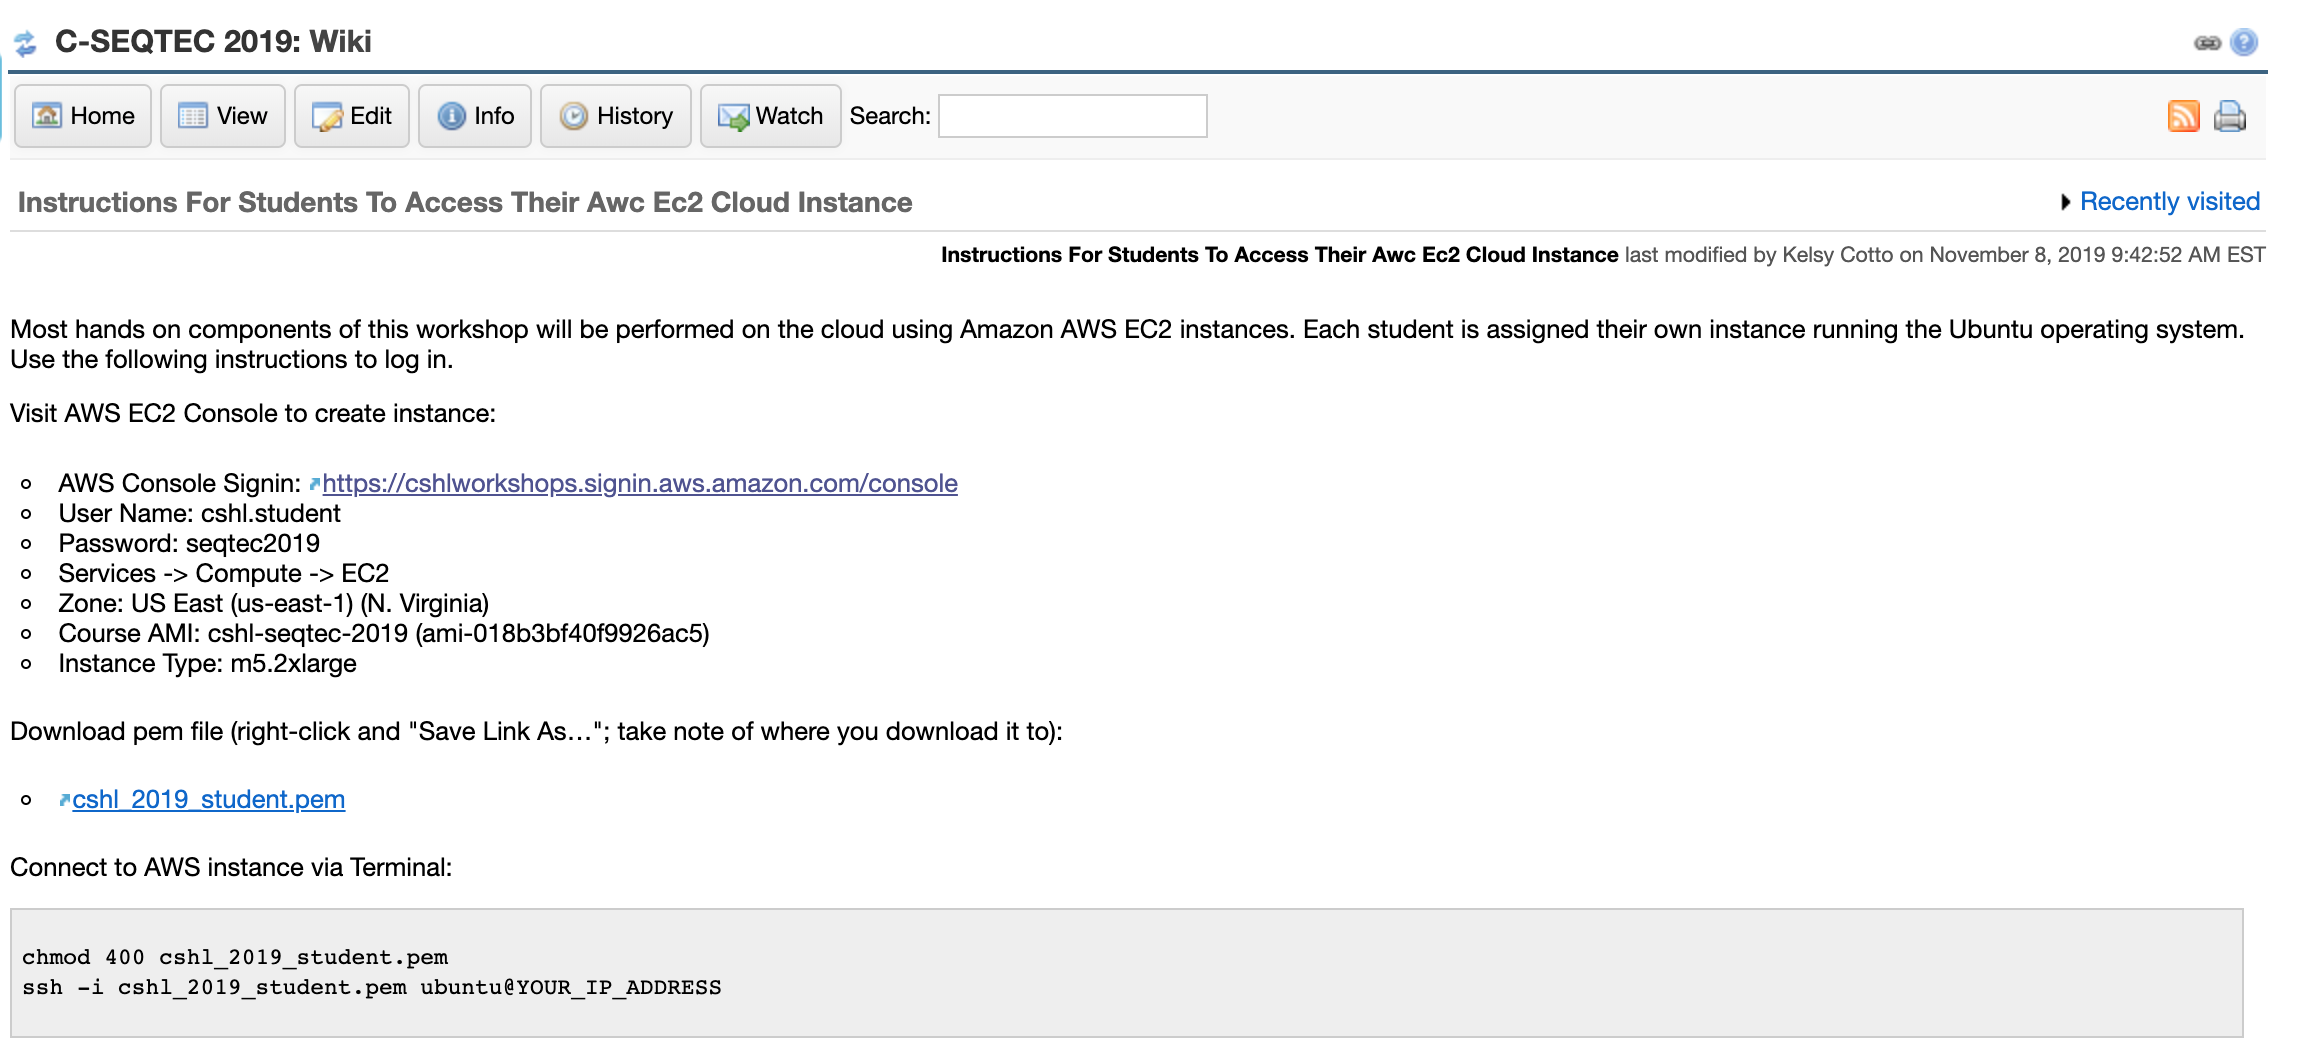 C-SEQTEC 2019: Wiki
Home View Edit Info History Watch Search:
Instructions For Students To Access Their Awc Ec2 Cloud Instance
Recently visited
Instructions For Students To Access Their Awc Ec2 Cloud Instance last modified by Kelsy Cotto on November 8, 2019 9:42:52 AM EST
Most hands on components of this workshop will be performed on the cloud using Amazon AWS EC2 instances. Each student is assigned their own instance running the Ubuntu operating system.
Use the following instructions to log in.
Visit AWS EC2 Console to create instance:
AWS Console Signin: https://cshlworkshops.signin.aws.amazon.com/console
User Name: cshl.student
Password: seqtec2019
Services -> Compute -> EC2
Zone: US East (us-east-1) (N. Virginia)
Course AMI: cshl-seqtec-2019 (ami-018b3bf40f9926ac5)
Instance Type: m5.2xlarge
Download pem file (right-click and "Save Link As…"; take note of where you download it to):
cshl_2019_student.pem
Connect to AWS instance via Terminal:
chmod 400 cshl_2019_student.pem
ssh -i cshl_2019_student.pem ubuntu@YOUR_IP_ADDRESS